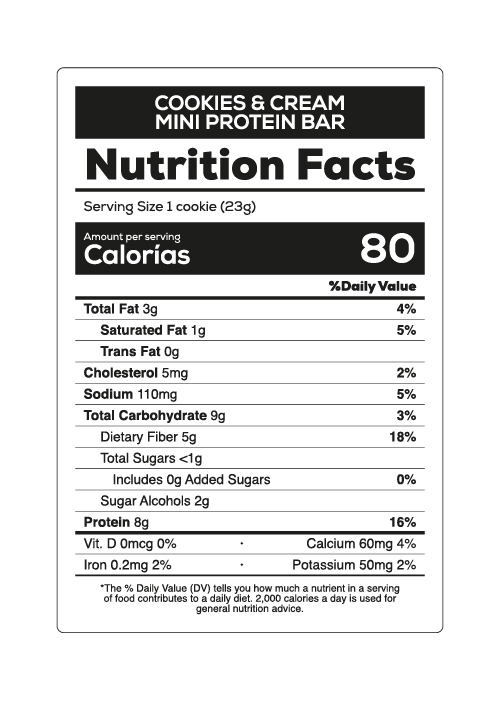 COOKIES & CREAM
MINI PROTEIN BAR
Nutrition Facts
Serving Size 1 cookie (23g)
Amount per serving
Calorías 80
%Daily Value
Total Fat 3g 4%
Saturated Fat 1g 5%
Trans Fat 0g
Cholesterol 5mg 2%
Sodium 110mg 5%
Total Carbohydrate 9g 3%
Dietary Fiber 5g 18%
Total Sugars <1g
Includes 0g Added Sugars 0%
Sugar Alcohols 2g
Protein 8g 16%
Vit. D 0mcg 0% · Calcium 60mg 4%
Iron 0.2mg 2% · Potassium 50mg 2%
*The % Daily Value (DV) tells you how much a nutrient in a serving
of food contributes to a daily diet. 2,000 calories a day is used for
general nutrition advice.